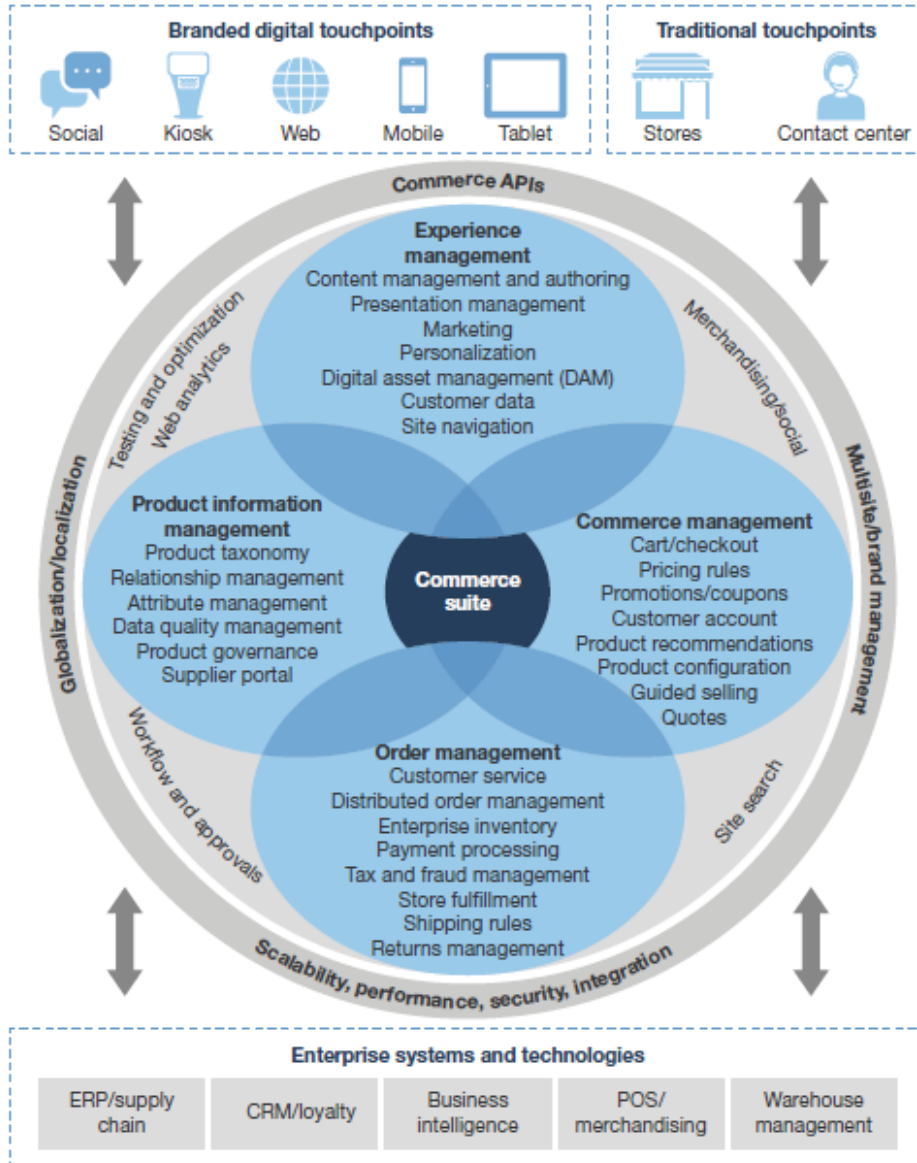 Branded digital touchpoints
Social
Kiosk
Web
Mobile
Tablet
Traditional touchpoints
Stores
Contact center
Commerce APIs
Globalization/localization
Multisite/brand management
Scalability, performance, security, integration
Testing and optimization
Web analytics
Merchandising/social
Workflow and approvals
Site search
Experience
management
Content management and authoring
Presentation management
Marketing
Personalization
Digital asset management (DAM)
Customer data
Site navigation
Product information
management
Product taxonomy
Relationship management
Attribute management
Data quality management
Product governance
Supplier portal
Commerce
suite
Commerce management
Cart/checkout
Pricing rules
Promotions/coupons
Customer account
Product recommendations
Product configuration
Guided selling
Quotes
Order management
Customer service
Distributed order management
Enterprise inventory
Payment processing
Tax and fraud management
Store fulfillment
Shipping rules
Returns management
Enterprise systems and technologies
ERP/supply
chain
CRM/loyalty
Business
intelligence
POS/
merchandising
Warehouse
management